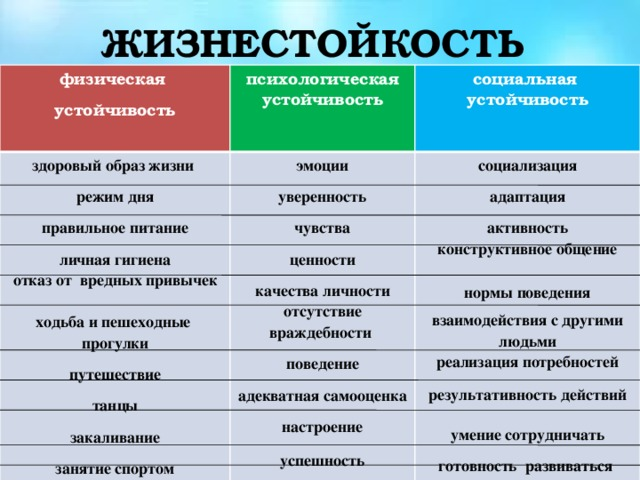 ЖИЗНЕСТОЙКОСТЬ
физическая
устойчивость
здоровый образ жизни
режим дня
правильное питание
личная гигиена
отказ от вредных привычек
ходьба и пешеходные
прогулки
путешествие
танцы
закаливание
занятие спортом
психологическая
устойчивость
эмоции
уверенность
чувства
ценности
качества личности
отсутствие
враждебности
поведение
адекватная самооценка
настроение
успешность
социальная
устойчивость
социализация
адаптация
активность
конструктивное общение
нормы поведения
взаимодействия с другими
людьми
реализация потребностей
результативность действий
умение сотрудничать
готовность развиваться